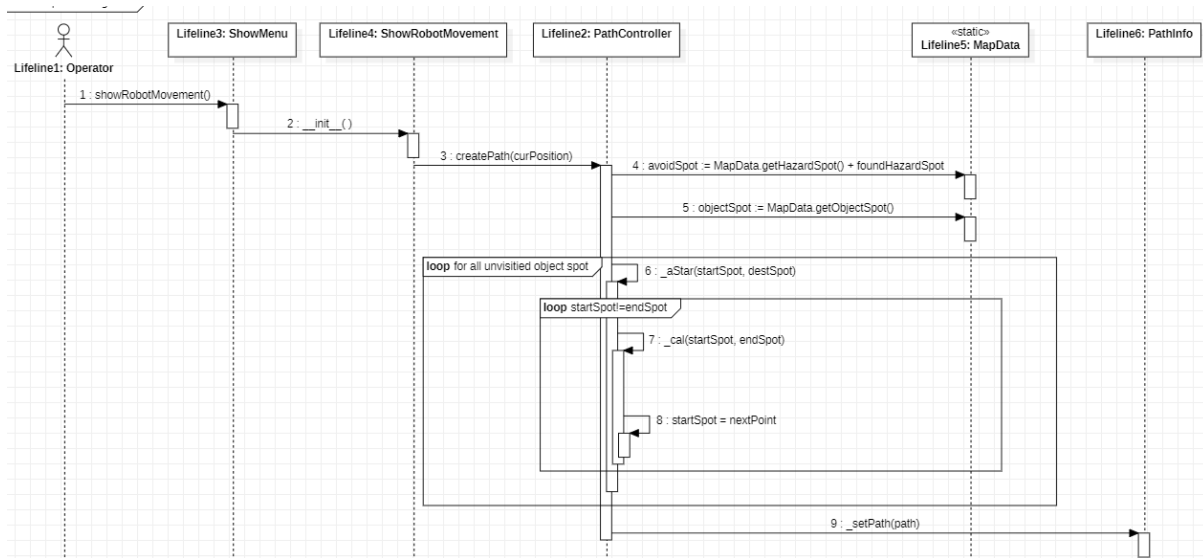 Lifeline3: ShowMenu
Lifeline4: ShowRobotMovement
Lifeline2: PathController
«static»
Lifeline5: MapData
Lifeline6: PathInfo
Lifeline1: Operator
1 : showRobotMovement()
2 : __init__( )
3 : createPath(curPosition)
4 : avoidSpot := MapData.getHazardSpot() + foundHazardSpot
5 : objectSpot := MapData.getObjectSpot()
loop for all unvisitied object spot
6 : _aStar(startSpot, destSpot)
loop startSpot!=endSpot
7 : _cal(startSpot, endSpot)
8 : startSpot = nextPoint
9 : _setPath(path)